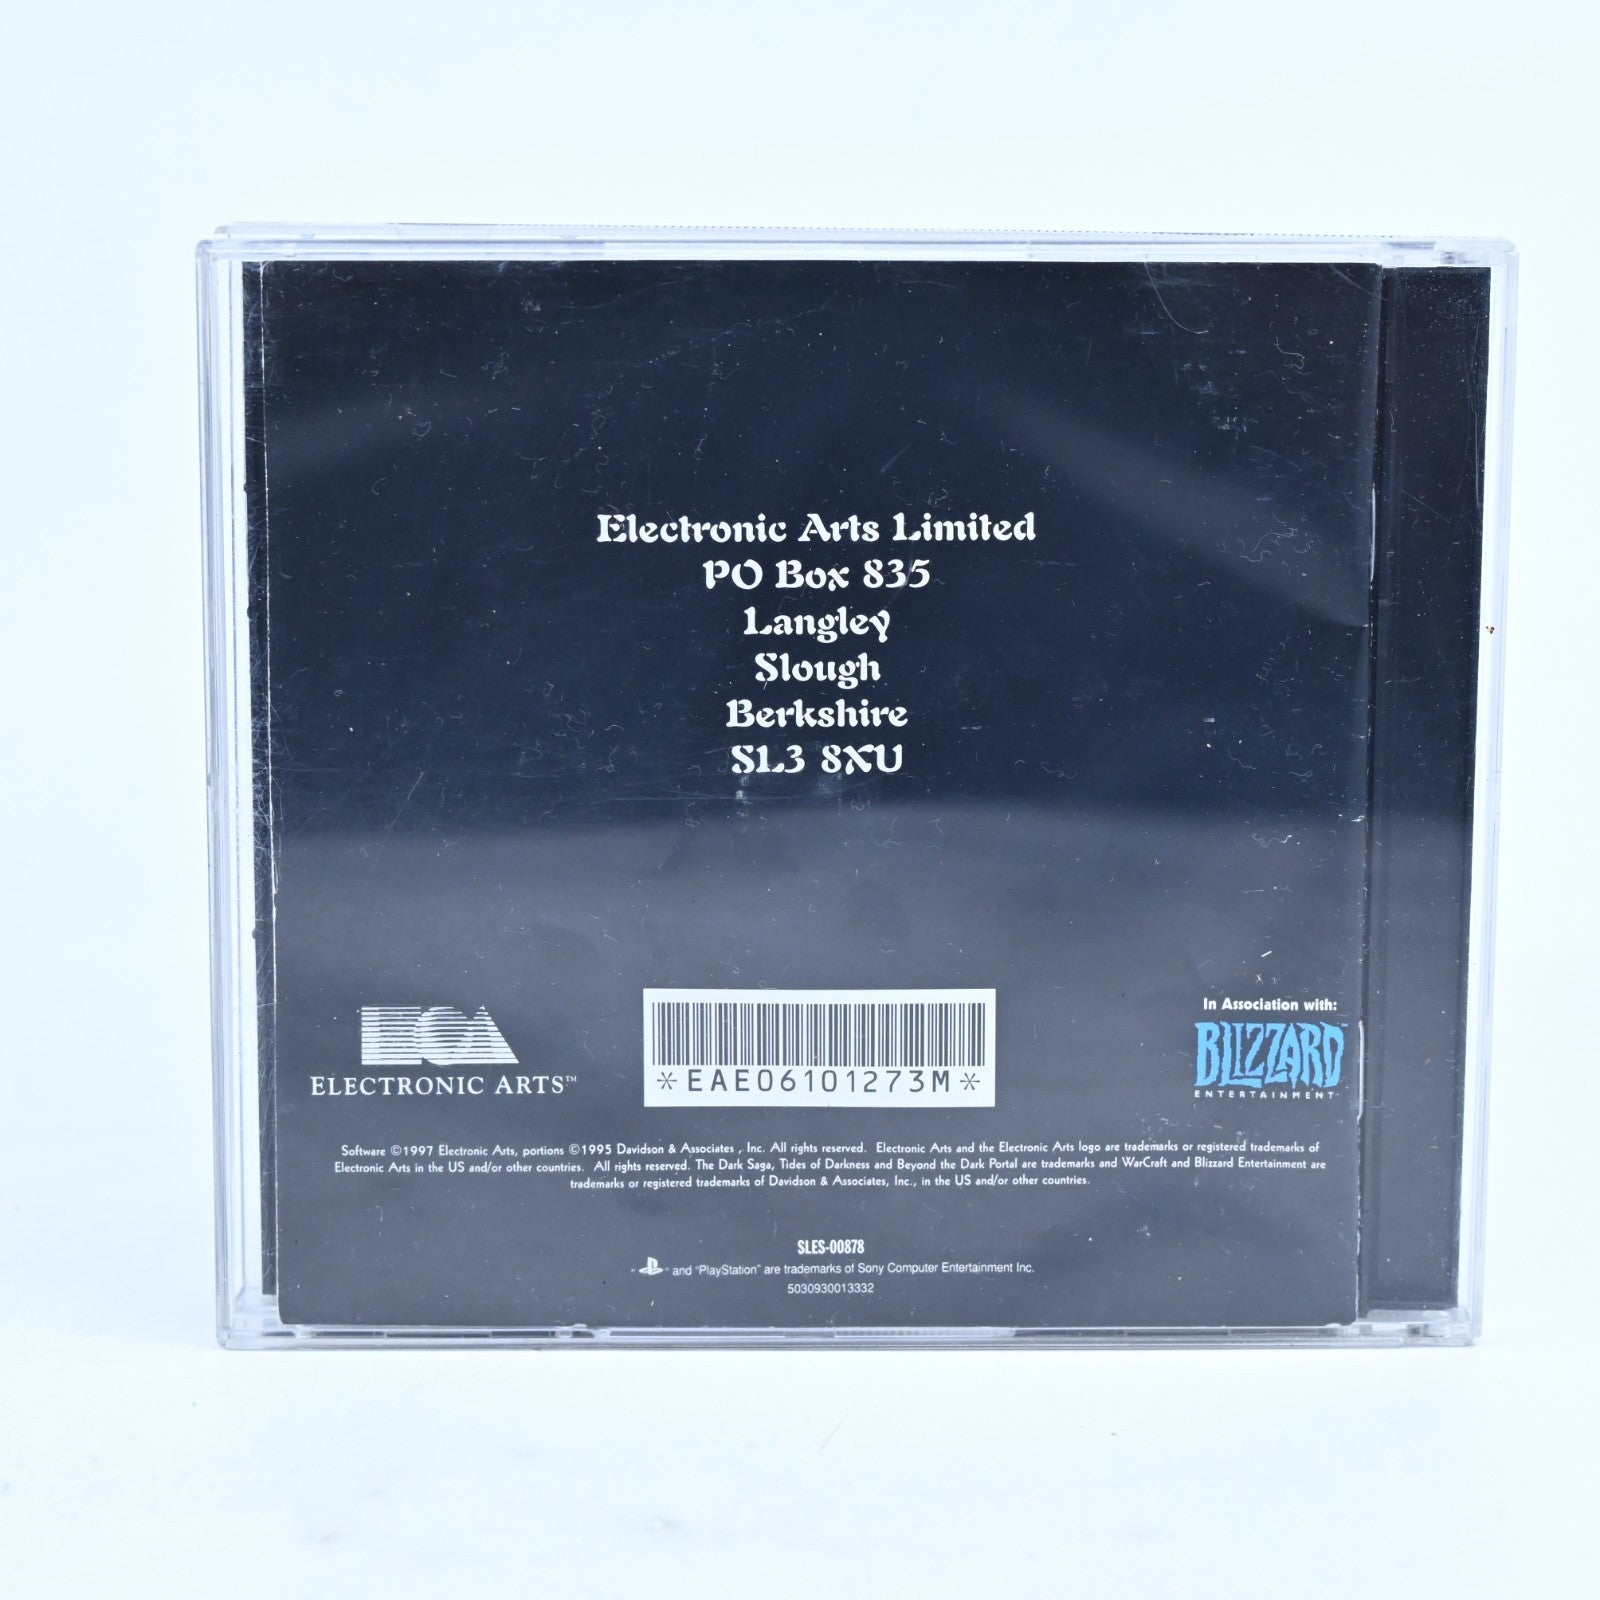 Electronic Arts Limited
PO Box 835
Langley
Slough
Berkshire
SL3 8XU
ELECTRONIC ARTS™
*EAE06101273M*
In Association with:
BLIZZARD™
ENTERTAINMENT
Software ©1997 Electronic Arts, portions ©1995 Davidson & Associates , Inc. All rights reserved. Electronic Arts and the Electronic Arts logo are trademarks or registered trademarks of
Electronic Arts in the US and/or other countries. All rights reserved. The Dark Saga, Tides of Darkness and Beyond the Dark Portal are trademarks and WarCraft and Blizzard Entertainment are
trademarks or registered trademarks of Davidson & Associates, Inc., in the US and/or other countries.
SLES-00878
" " and "PlayStation" are trademarks of Sony Computer Entertainment Inc.
5030930013332